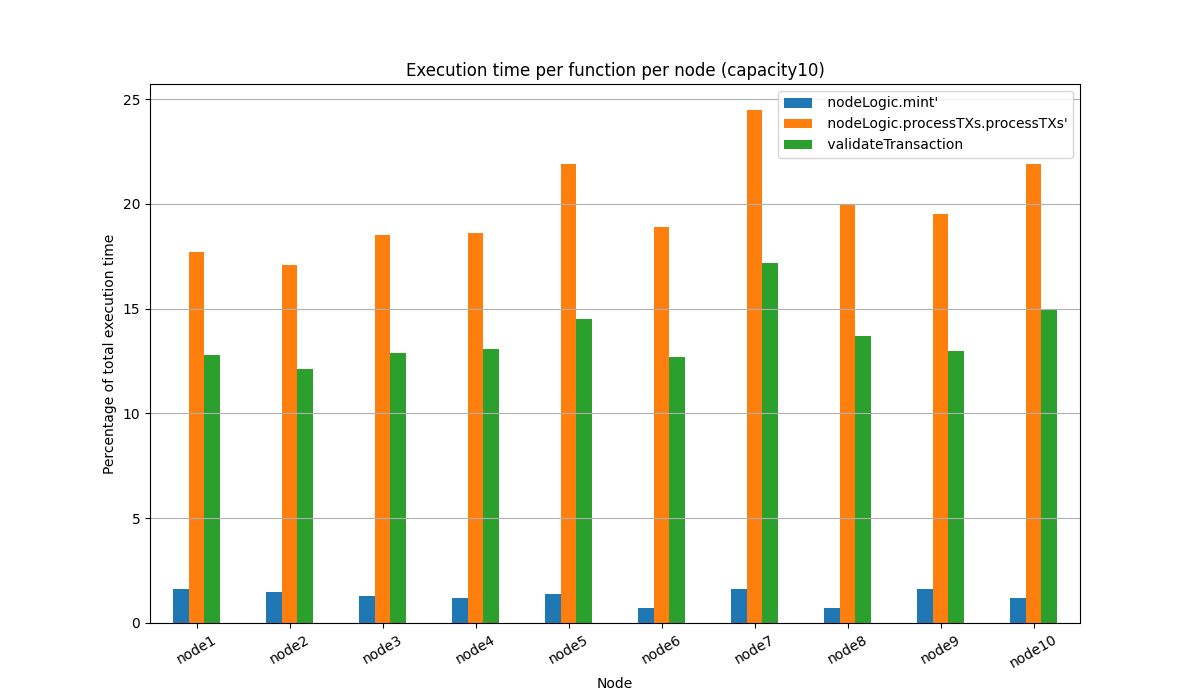 Execution time per function per node (capacity10)
nodeLogic.mint'
nodeLogic.processTXs.processTXs'
validateTransaction
Percentage of total execution time
25
20
15
10
5
0
node1 node2 node3 node4 node5 node6 node7 node8 node9 node10
Node